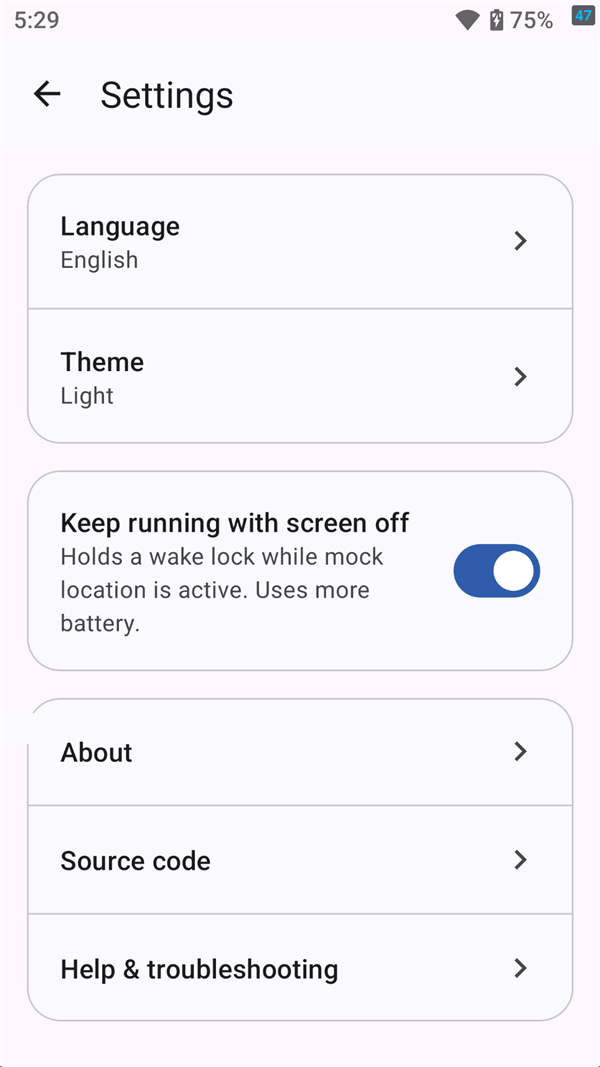 5:29
75%
47
Settings
Language
English
Theme
Light
Keep running with screen off
Holds a wake lock while mock
location is active. Uses more
battery.
About
Source code
Help & troubleshooting